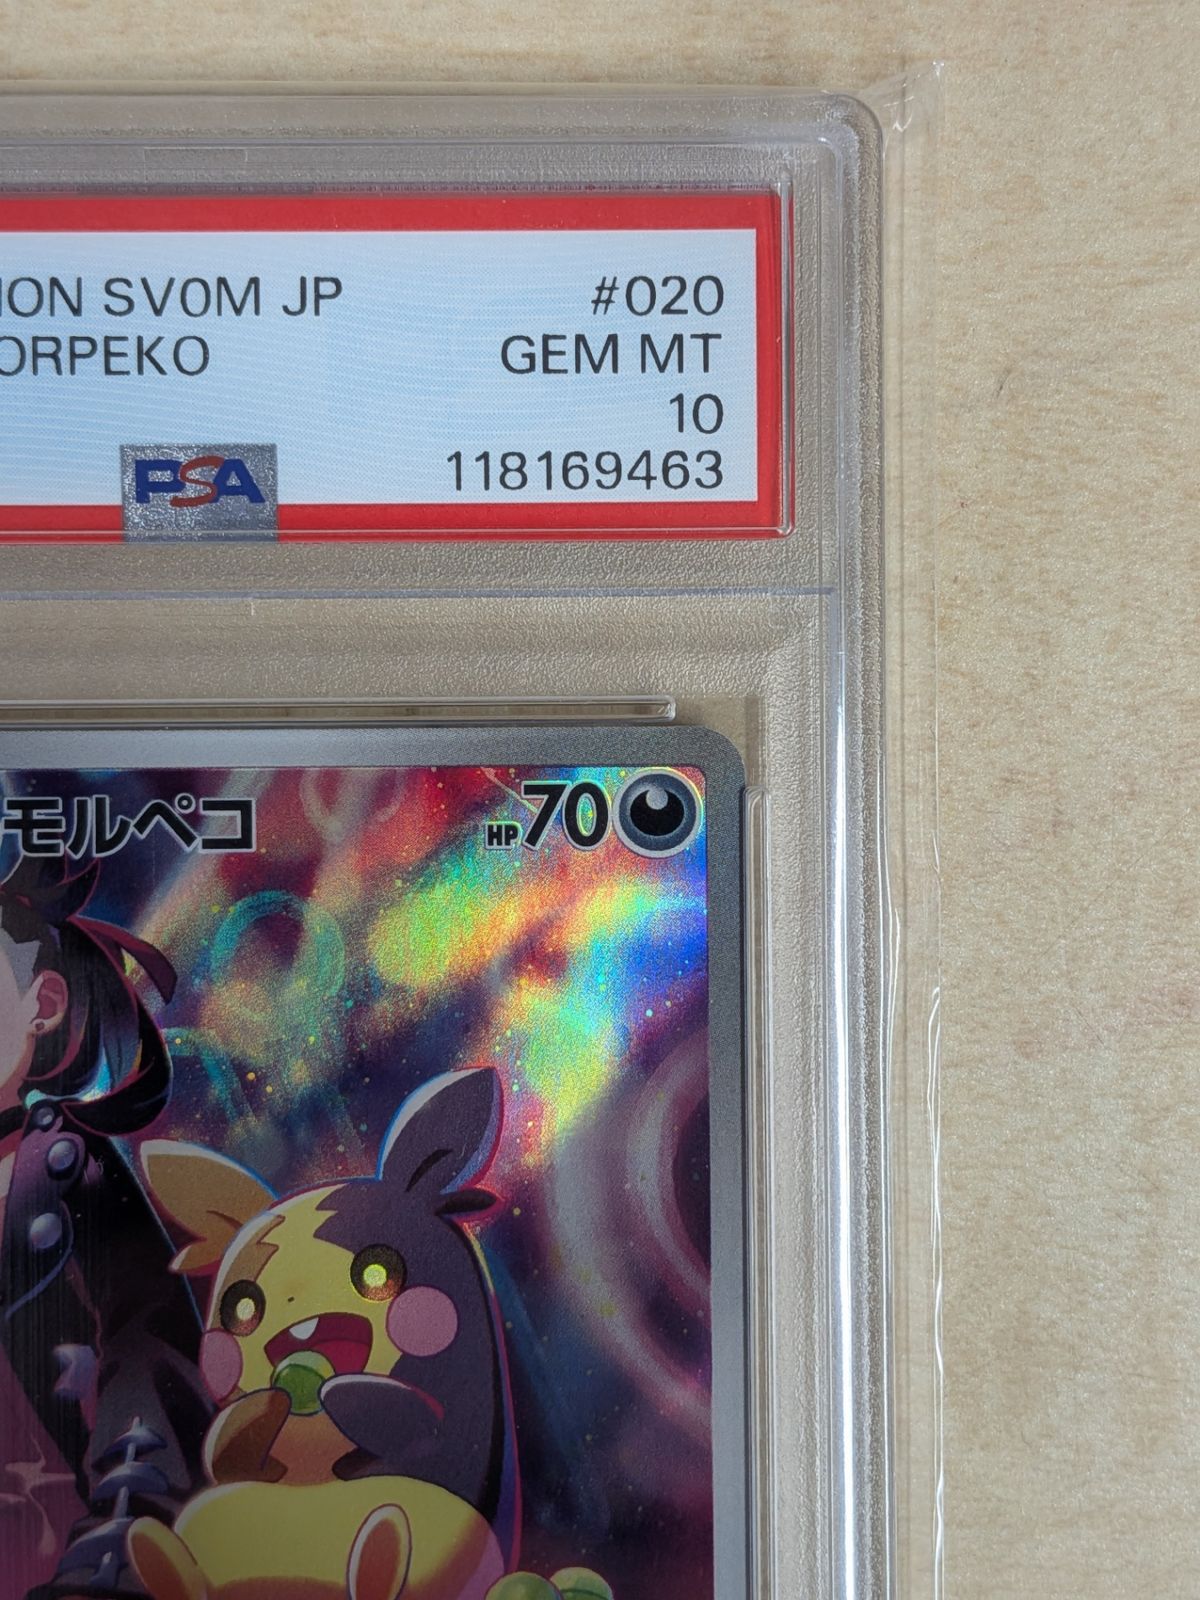 ION SV0M JP #020
ORPEKO GEM MT
10
PSA 118169463
モルペコ HP70